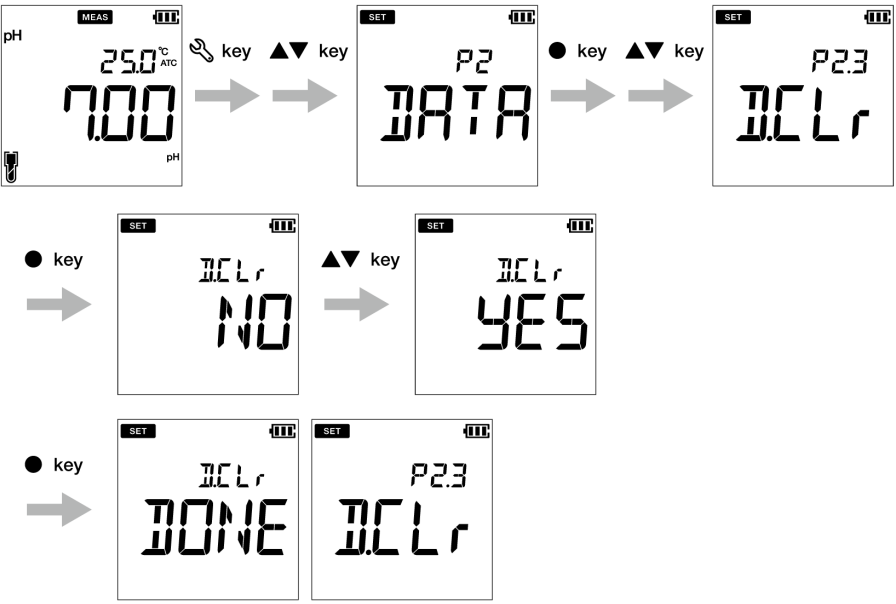 MEAS
pH
25.0 °C
ATC
7.00
pH
key
▲▼ key
SET
P2
DATA
● key
▲▼ key
SET
P2.3
D.CLr
● key
SET
D.CLr
NO
▲▼ key
SET
D.CLr
YES
● key
SET
D.CLr
DONE
SET
P2.3
D.CLr